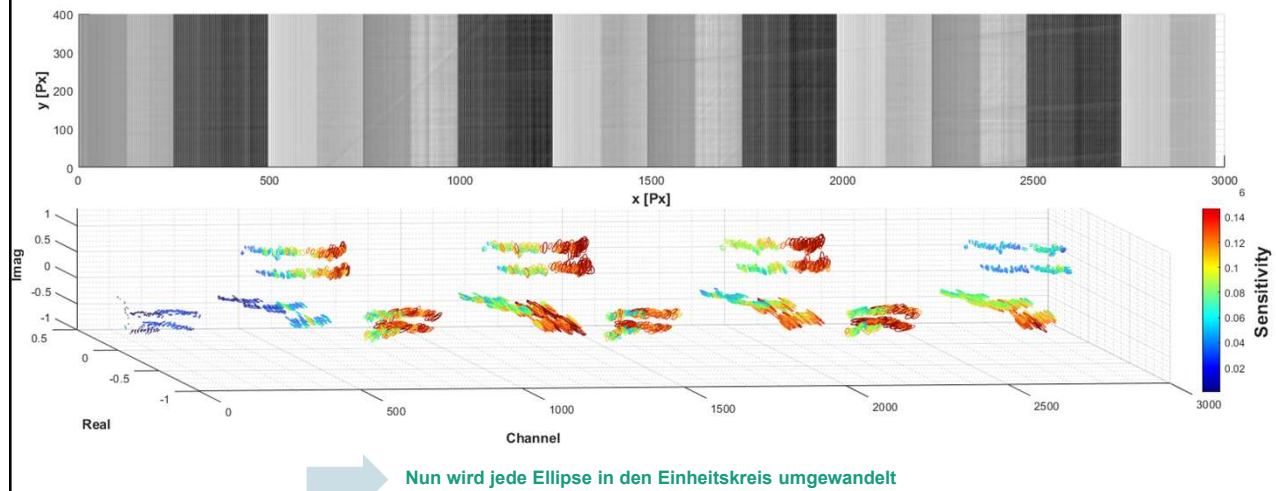 400
300
200
100
0
y [Px]
0 500 1000 1500 2000 2500 3000
x [Px]
1
0.5
0
-0.5
-1
Imag
0.5
0
-0.5
-1
Real
0 500 1000 1500 2000 2500 3000
Channel
6
0.14
0.12
0.1
0.08
0.06
0.04
0.02
Sensitivity
Nun wird jede Ellipse in den Einheitskreis umgewandelt